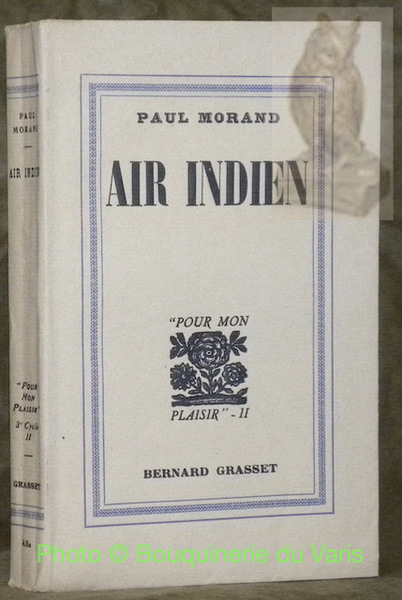 PAUL
MORAND
AIR INDIEN
"POUR
MON
PLAISIR"
3e Cycle
II
GRASSET
PAUL MORAND
AIR INDIEN
"POUR MON
PLAISIR" - II
BERNARD GRASSET
Photo © Bouquinerie du Varis